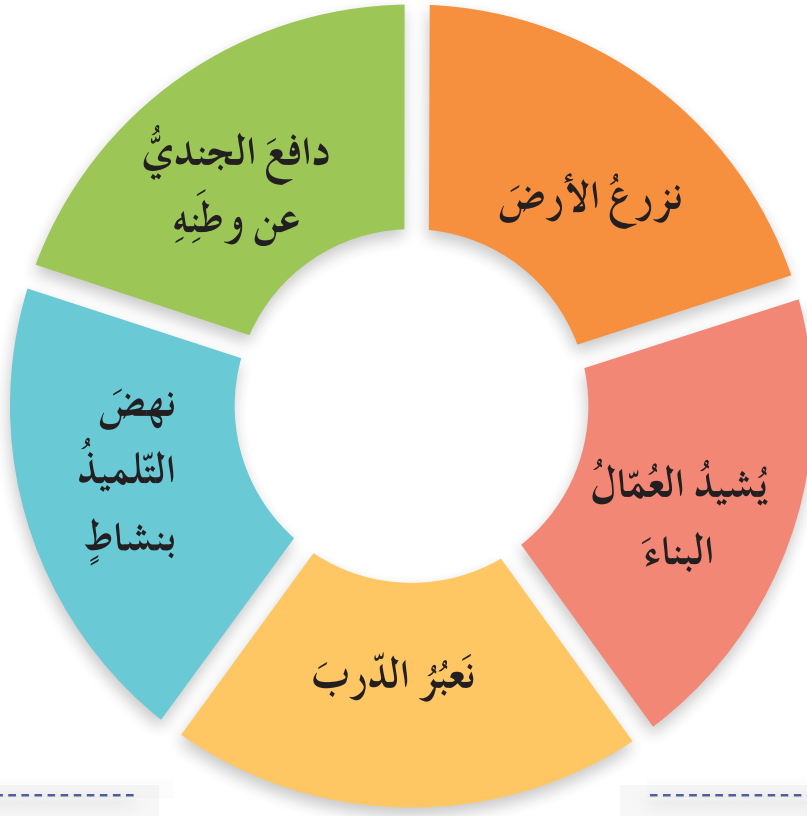 نزرعُ الأرضَ
يُشيدُ العُمّالُ
البناءَ
نَعبُرُ الدّربَ
نهضَ
التّلميذُ
بنشاطٍ
دافعَ الجنديُّ
عن وطَنِهِ